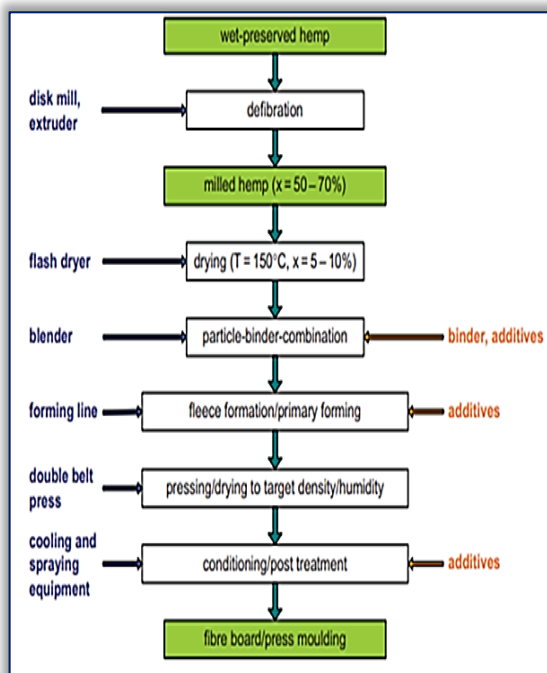 wet-preserved hemp
disk mill,
extruder
defibration
milled hemp (x = 50 – 70%)
flash dryer
drying (T = 150°C, x = 5 – 10%)
blender
particle-binder-combination
binder, additives
forming line
fleece formation/primary forming
additives
double belt
press
pressing/drying to target density/humidity
cooling and
spraying
equipment
conditioning/post treatment
additives
fibre board/press moulding